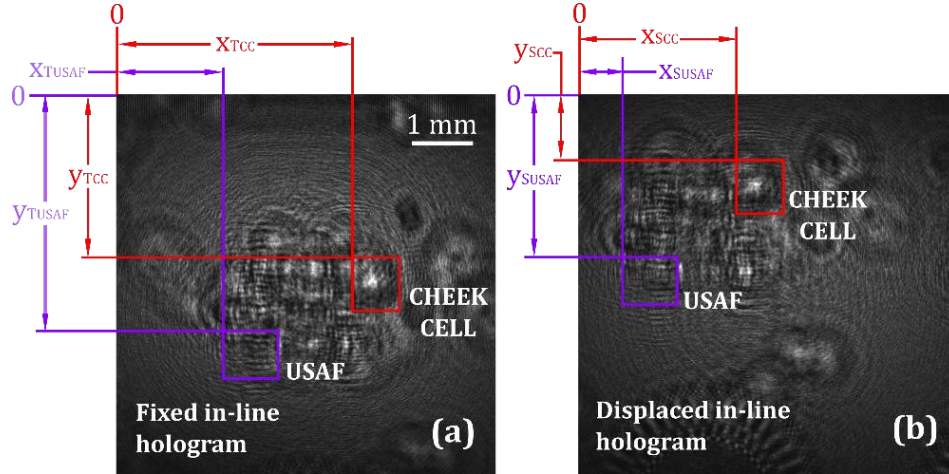 0
xTCC
xTUSAF
0
yTCC
yTUSAF
1 mm
CHEEK
CELL
USAF
Fixed in-line
hologram
(a)
0
xSCC
ySCC
xSUSAF
0
ySUSAF
CHEEK
CELL
USAF
Displaced in-line
hologram
(b)